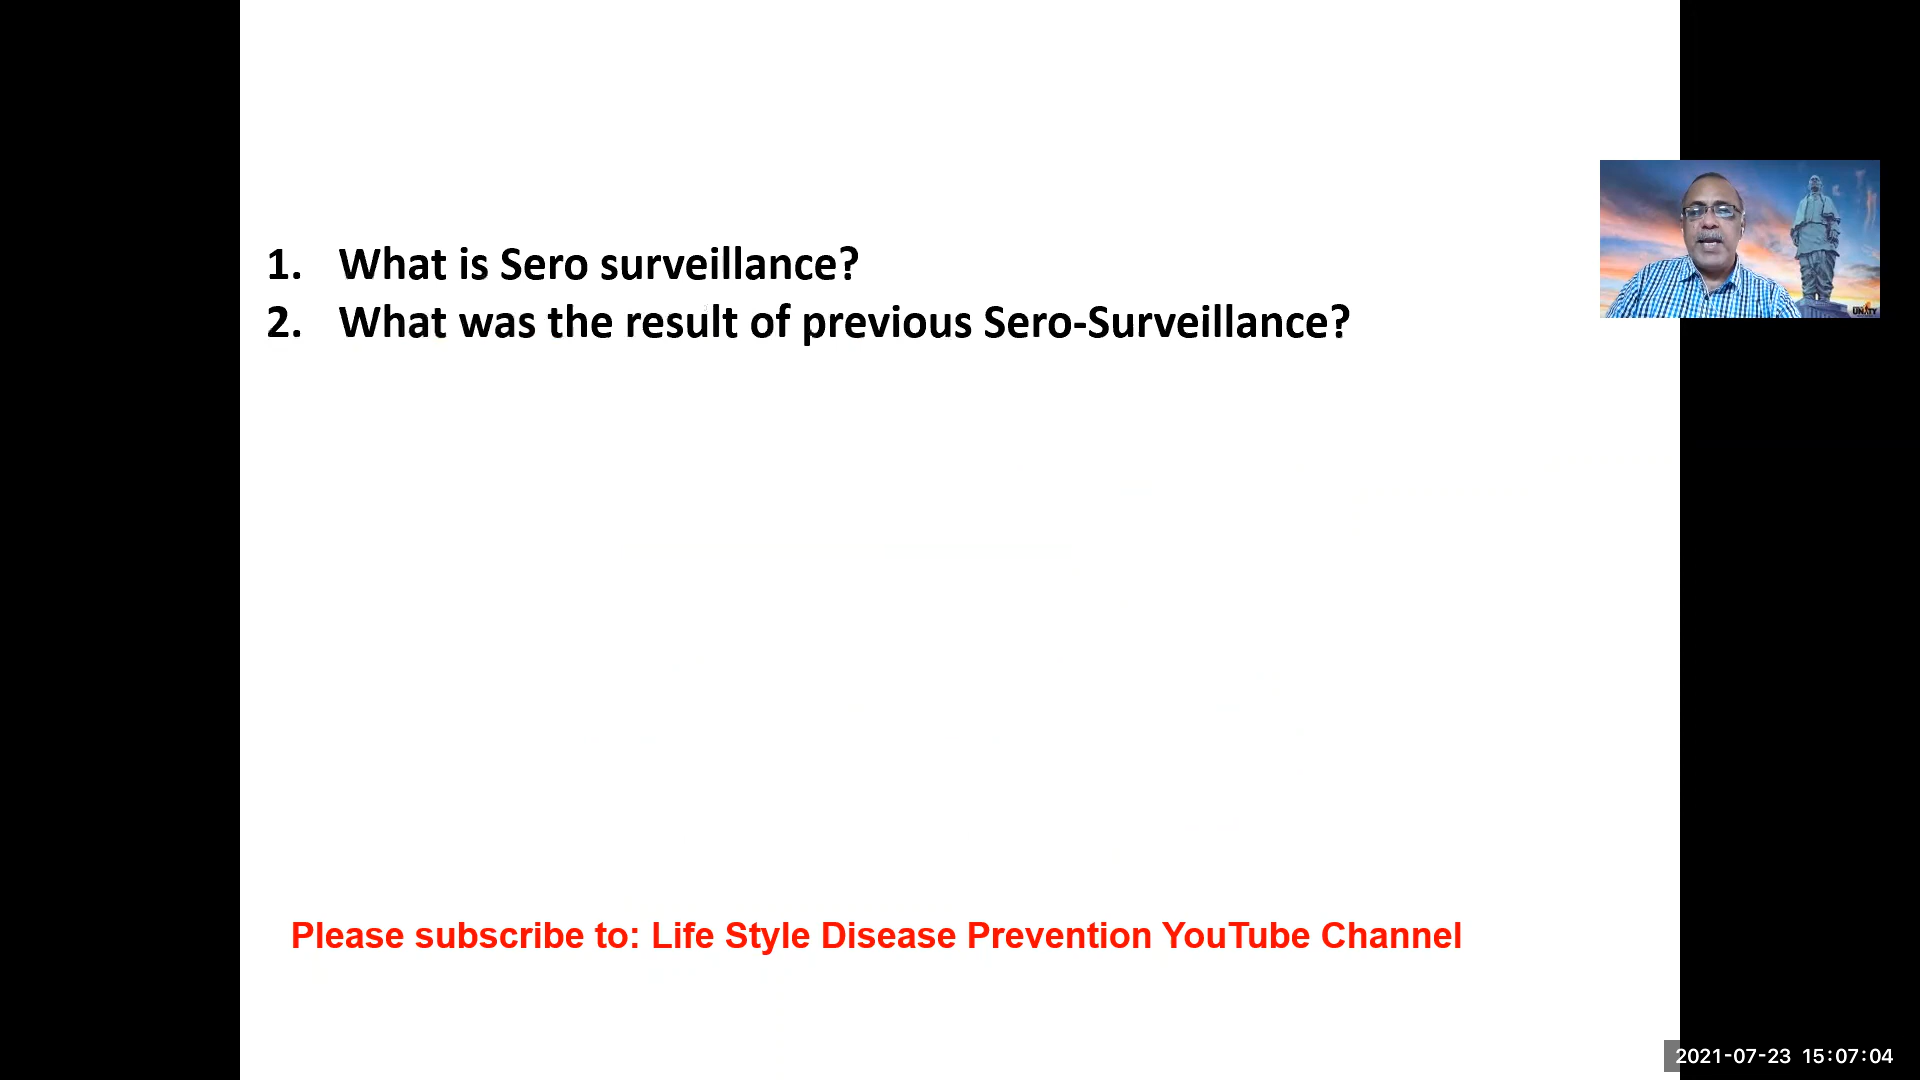 1. What is Sero surveillance?
2. What was the result of previous Sero-Surveillance?
Please subscribe to: Life Style Disease Prevention YouTube Channel
2021-07-23 15:07:04